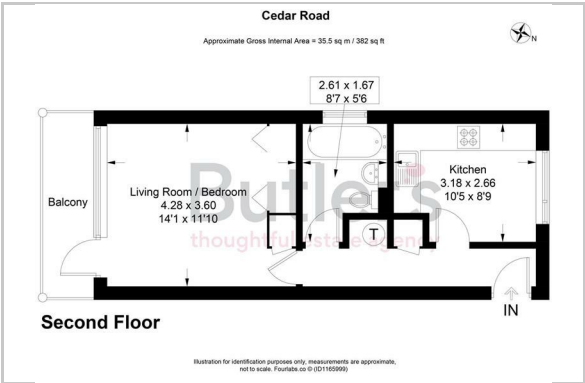 Cedar Road
Approximate Gross Internal Area = 35.5 sq m / 382 sq ft
N
2.61 x 1.67
8'7 x 5'6
Kitchen
3.18 x 2.66
10'5 x 8'9
Living Room / Bedroom
4.28 x 3.60
14'1 x 11'10
Balcony
Butler's
thoughtful estate agency
T
IN
Second Floor
Illustration for identification purposes only, measurements are approximate,
not to scale. Fourlabs.co © (ID1165999)